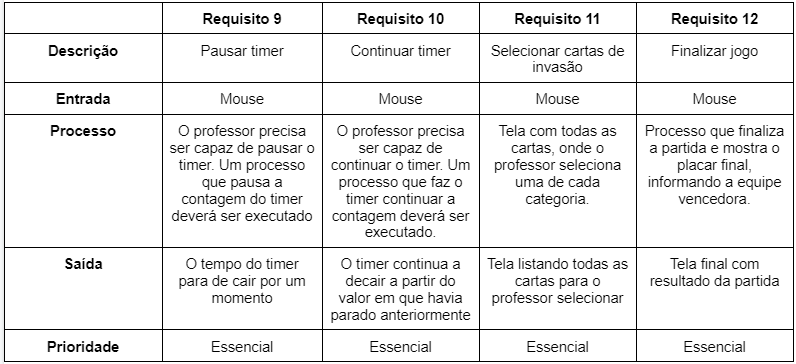 Requisito 9 Requisito 10 Requisito 11 Requisito 12
Descrição Pausar timer Continuar timer Selecionar cartas de
invasão Finalizar jogo
Entrada Mouse Mouse Mouse Mouse
Processo
O professor precisa
ser capaz de pausar o
timer. Um processo
que pausa a
contagem do timer
deverá ser executado
O professor precisa
ser capaz de
continuar o timer. Um
processo que faz o
timer continuar a
contagem deverá ser
executado.
Tela com todas as
cartas, onde o
professor seleciona
uma de cada
categoria.
Processo que finaliza
a partida e mostra o
placar final,
informando a equipe
vencedora.
Saída
O tempo do timer
para de cair por um
momento
O timer continua a
decair a partir do
valor em que havia
parado anteriormente
Tela listando todas as
cartas para o
professor selecionar
Tela final com
resultado da partida
Prioridade Essencial Essencial Essencial Essencial